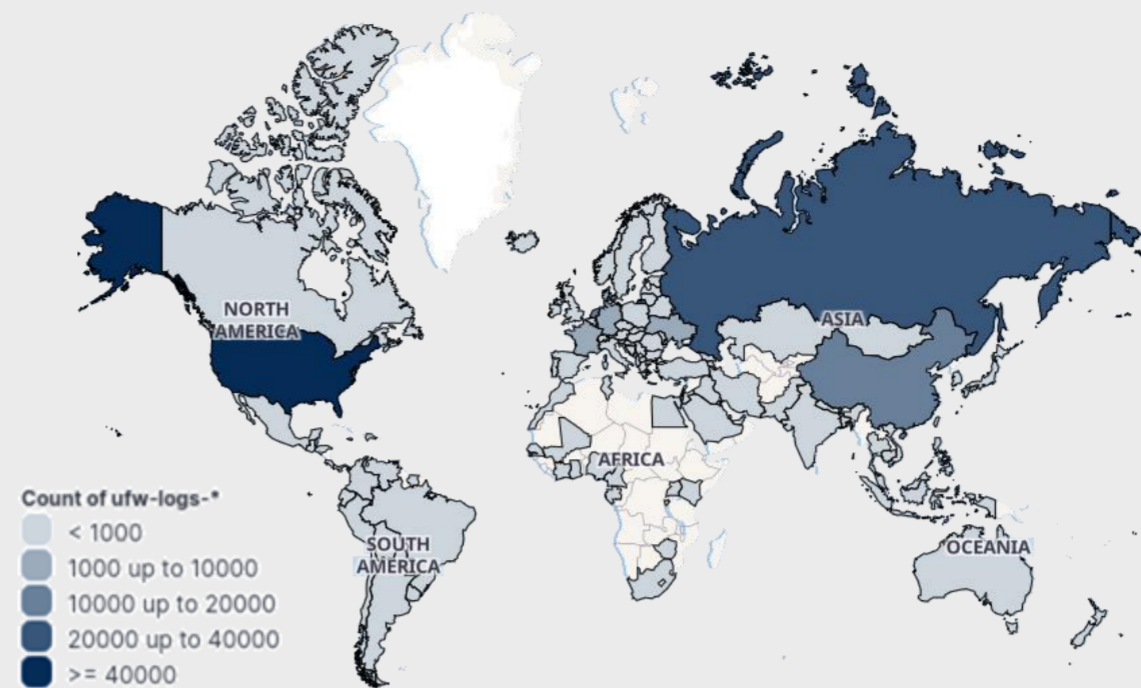 NORTH
AMERICA
ASIA
AFRICA
SOUTH
AMERICA
OCEANIA
Count of ufw-logs-*
< 1000
1000 up to 10000
10000 up to 20000
20000 up to 40000
>= 40000